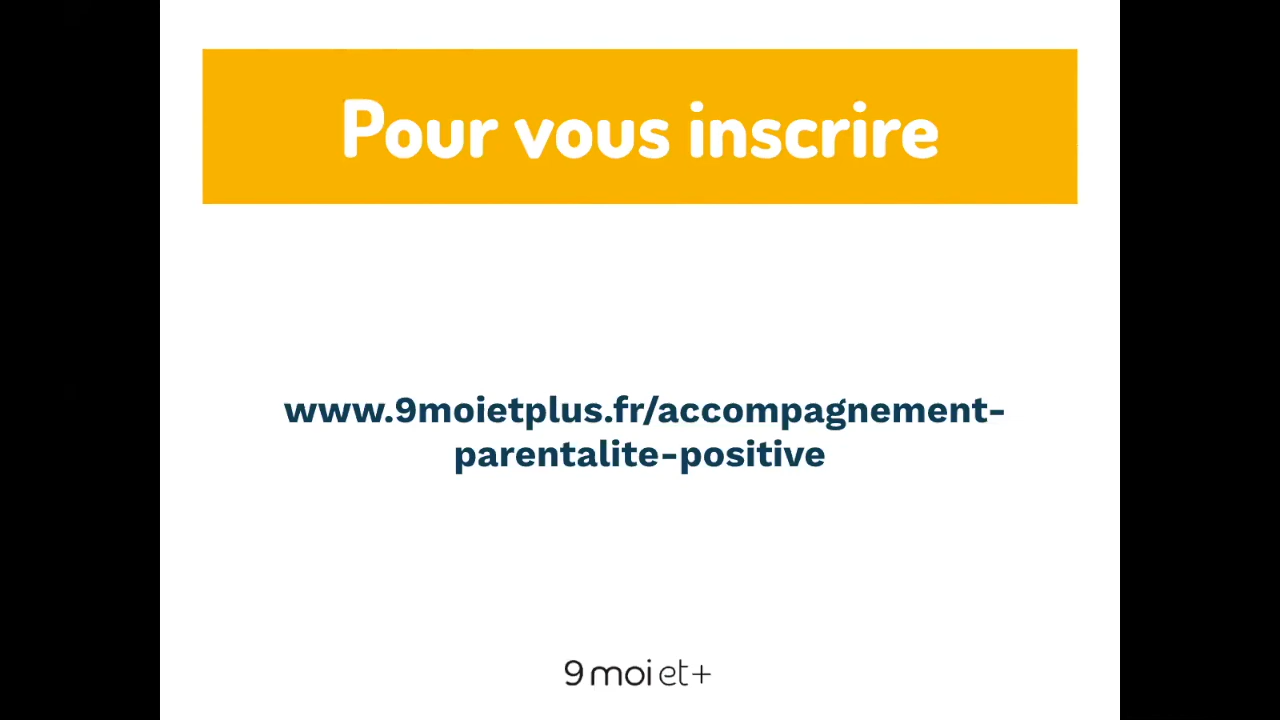 Pour vous inscrire
www.9moietplus.fr/accompagnement-
parentalite-positive
9 moi et+